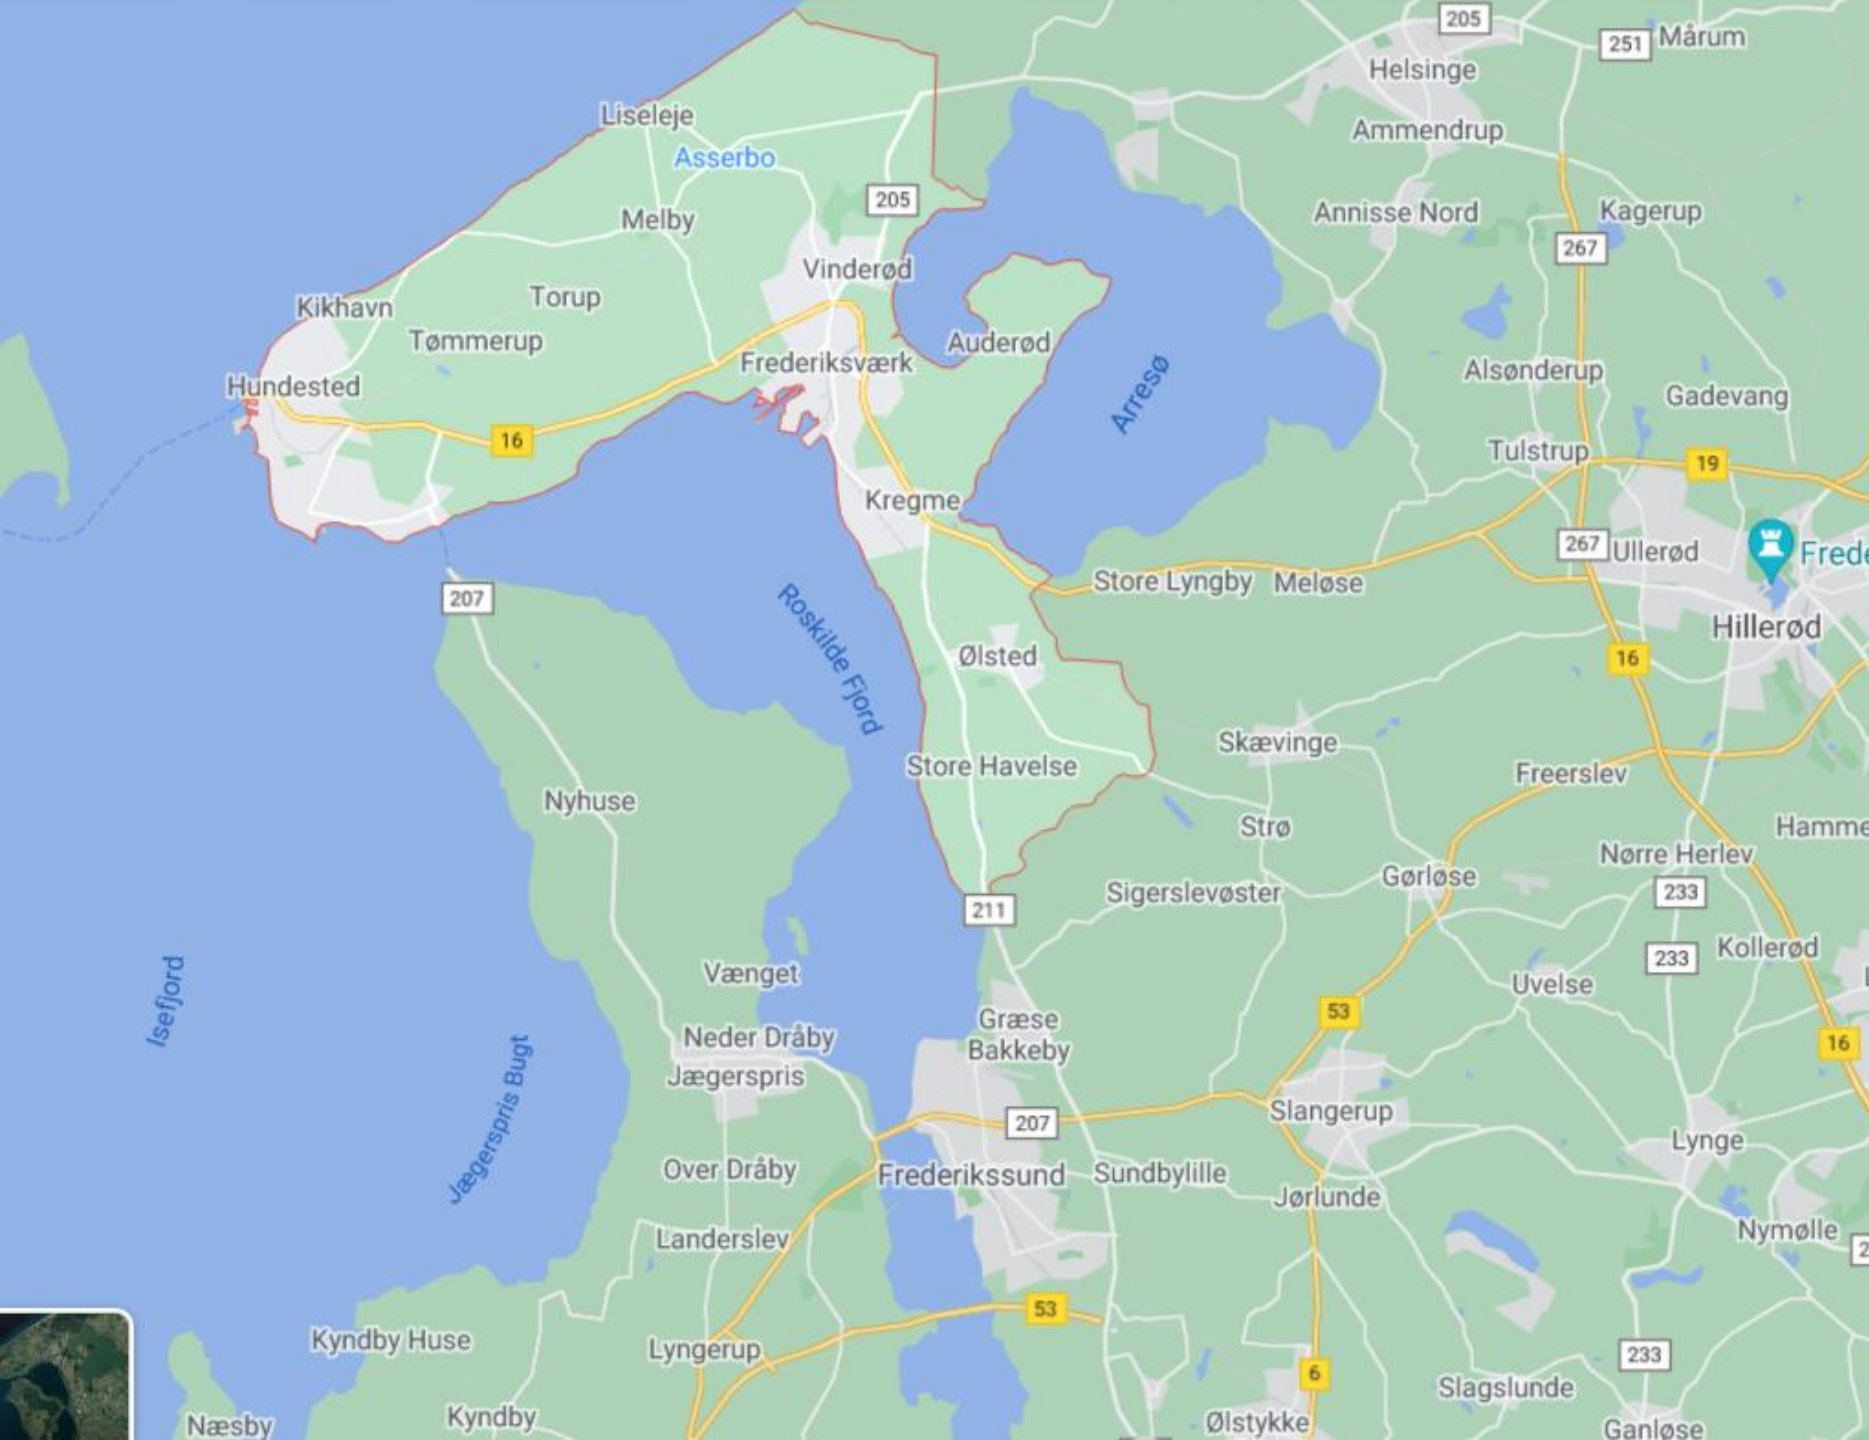 205
251
Mårum
Helsinge
Liseleje
Ammendrup
Asserbo
205
Melby
Annisse Nord
Kagerup
267
Vinderød
Torup
Kikhavn
Tømmerup
Auderød
Frederiksværk
Arresø
Alsønderup
Gadevang
Hundested
16
Tulstrup
19
Kregme
267
Ullerød
Frede
Store Lyngby
Meløse
207
Hillerød
Roskilde Fjord
Ølsted
16
Skævinge
Store Havelse
Freerslev
Nyhuse
Strø
Hamme
Nørre Herlev
Gørløse
Sigerslevøster
233
211
Kollerød
233
Vænget
Uvelse
Isefjord
53
Græse
Bakkeby
Neder Dråby
16
Jægerspris
Jægerspris Bugt
Slangerup
207
Lynge
Over Dråby
Frederikssund
Sundbylille
Jørlunde
Nymølle
2
Landerslev
53
Kyndby Huse
Lyngerup
233
6
Slagslunde
Næsby
Kyndby
Ølstykke
Ganløse